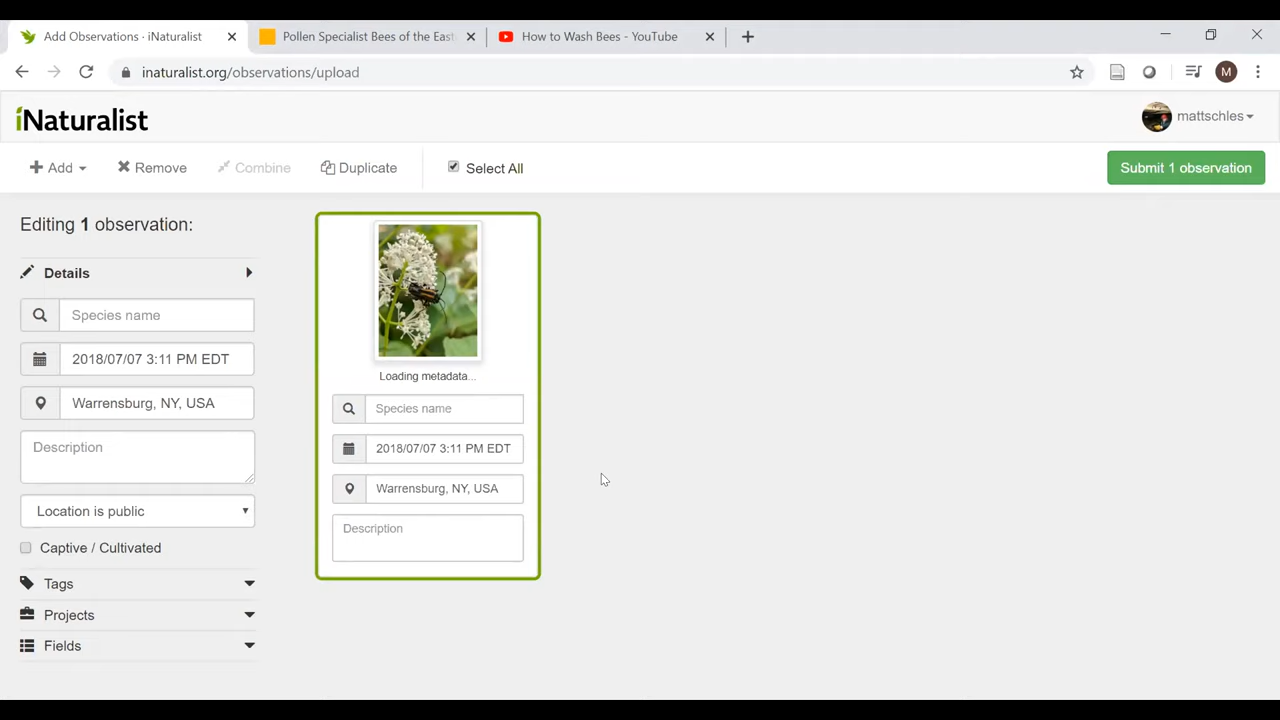 Add Observations · iNaturalist
Pollen Specialist Bees of the East
How to Wash Bees - YouTube
inaturalist.org/observations/upload
M
iNaturalist
mattschles
Add
Remove
Combine
Duplicate
Select All
Submit 1 observation
Editing 1 observation:
Details
Species name
2018/07/07 3:11 PM EDT
Warrensburg, NY, USA
Description
Location is public
Captive / Cultivated
Tags
Projects
Fields
Loading metadata...
Species name
2018/07/07 3:11 PM EDT
Warrensburg, NY, USA
Description